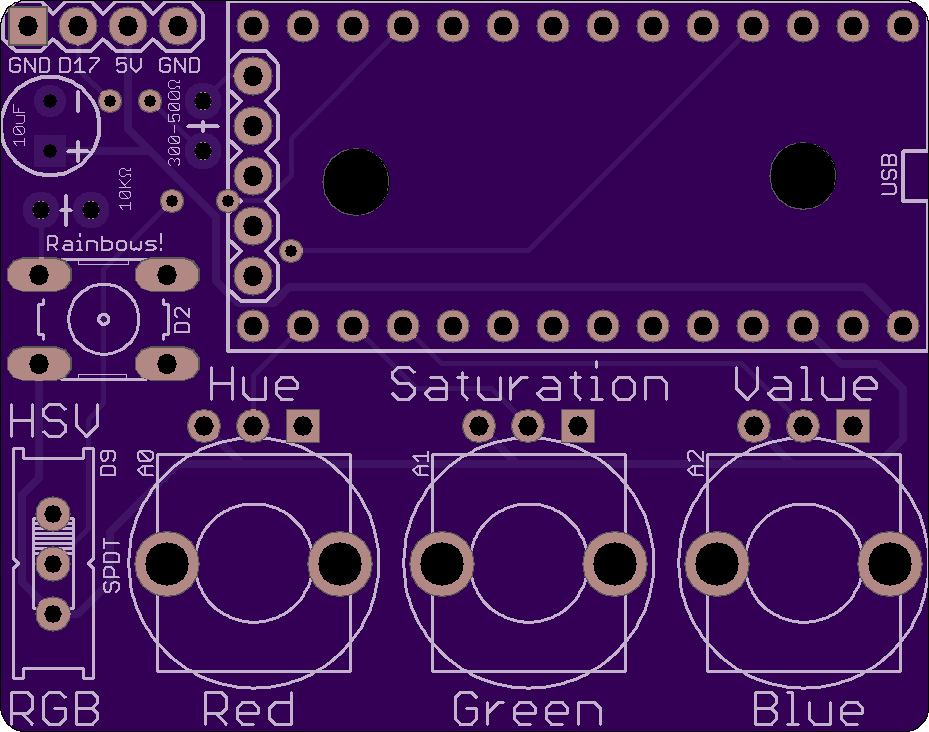 GND D17 5V GND
10uF
300-500Ω
10KΩ
USB
Rainbows!
D2
Hue Saturation Value
HSV
D9
A0
A1
A2
SPDT
RGB Red Green Blue